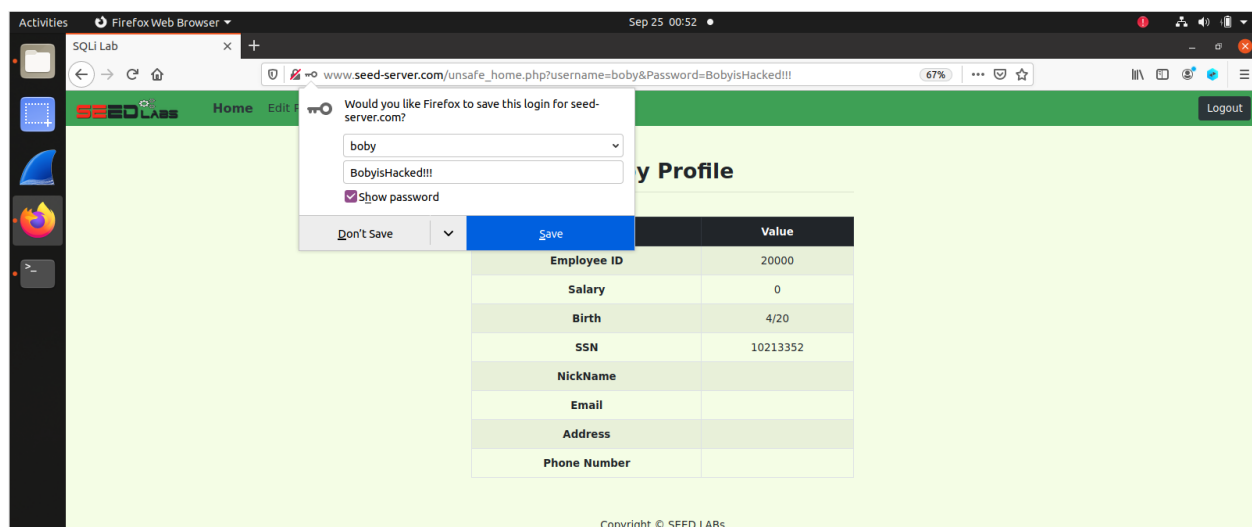 Activities Firefox Web Browser Sep 25 00:52
SQLi Lab
www.seed-server.com/unsafe_home.php?username=boby&Password=BobyisHacked!!! 67%
SEEDLABS Home Edit Logout
Would you like Firefox to save this login for seed-
server.com?
boby
BobyisHacked!!!
Show password
Don't Save Save
y Profile
Value
Employee ID 20000
Salary 0
Birth 4/20
SSN 10213352
NickName
Email
Address
Phone Number
Copyright © SEED LABs